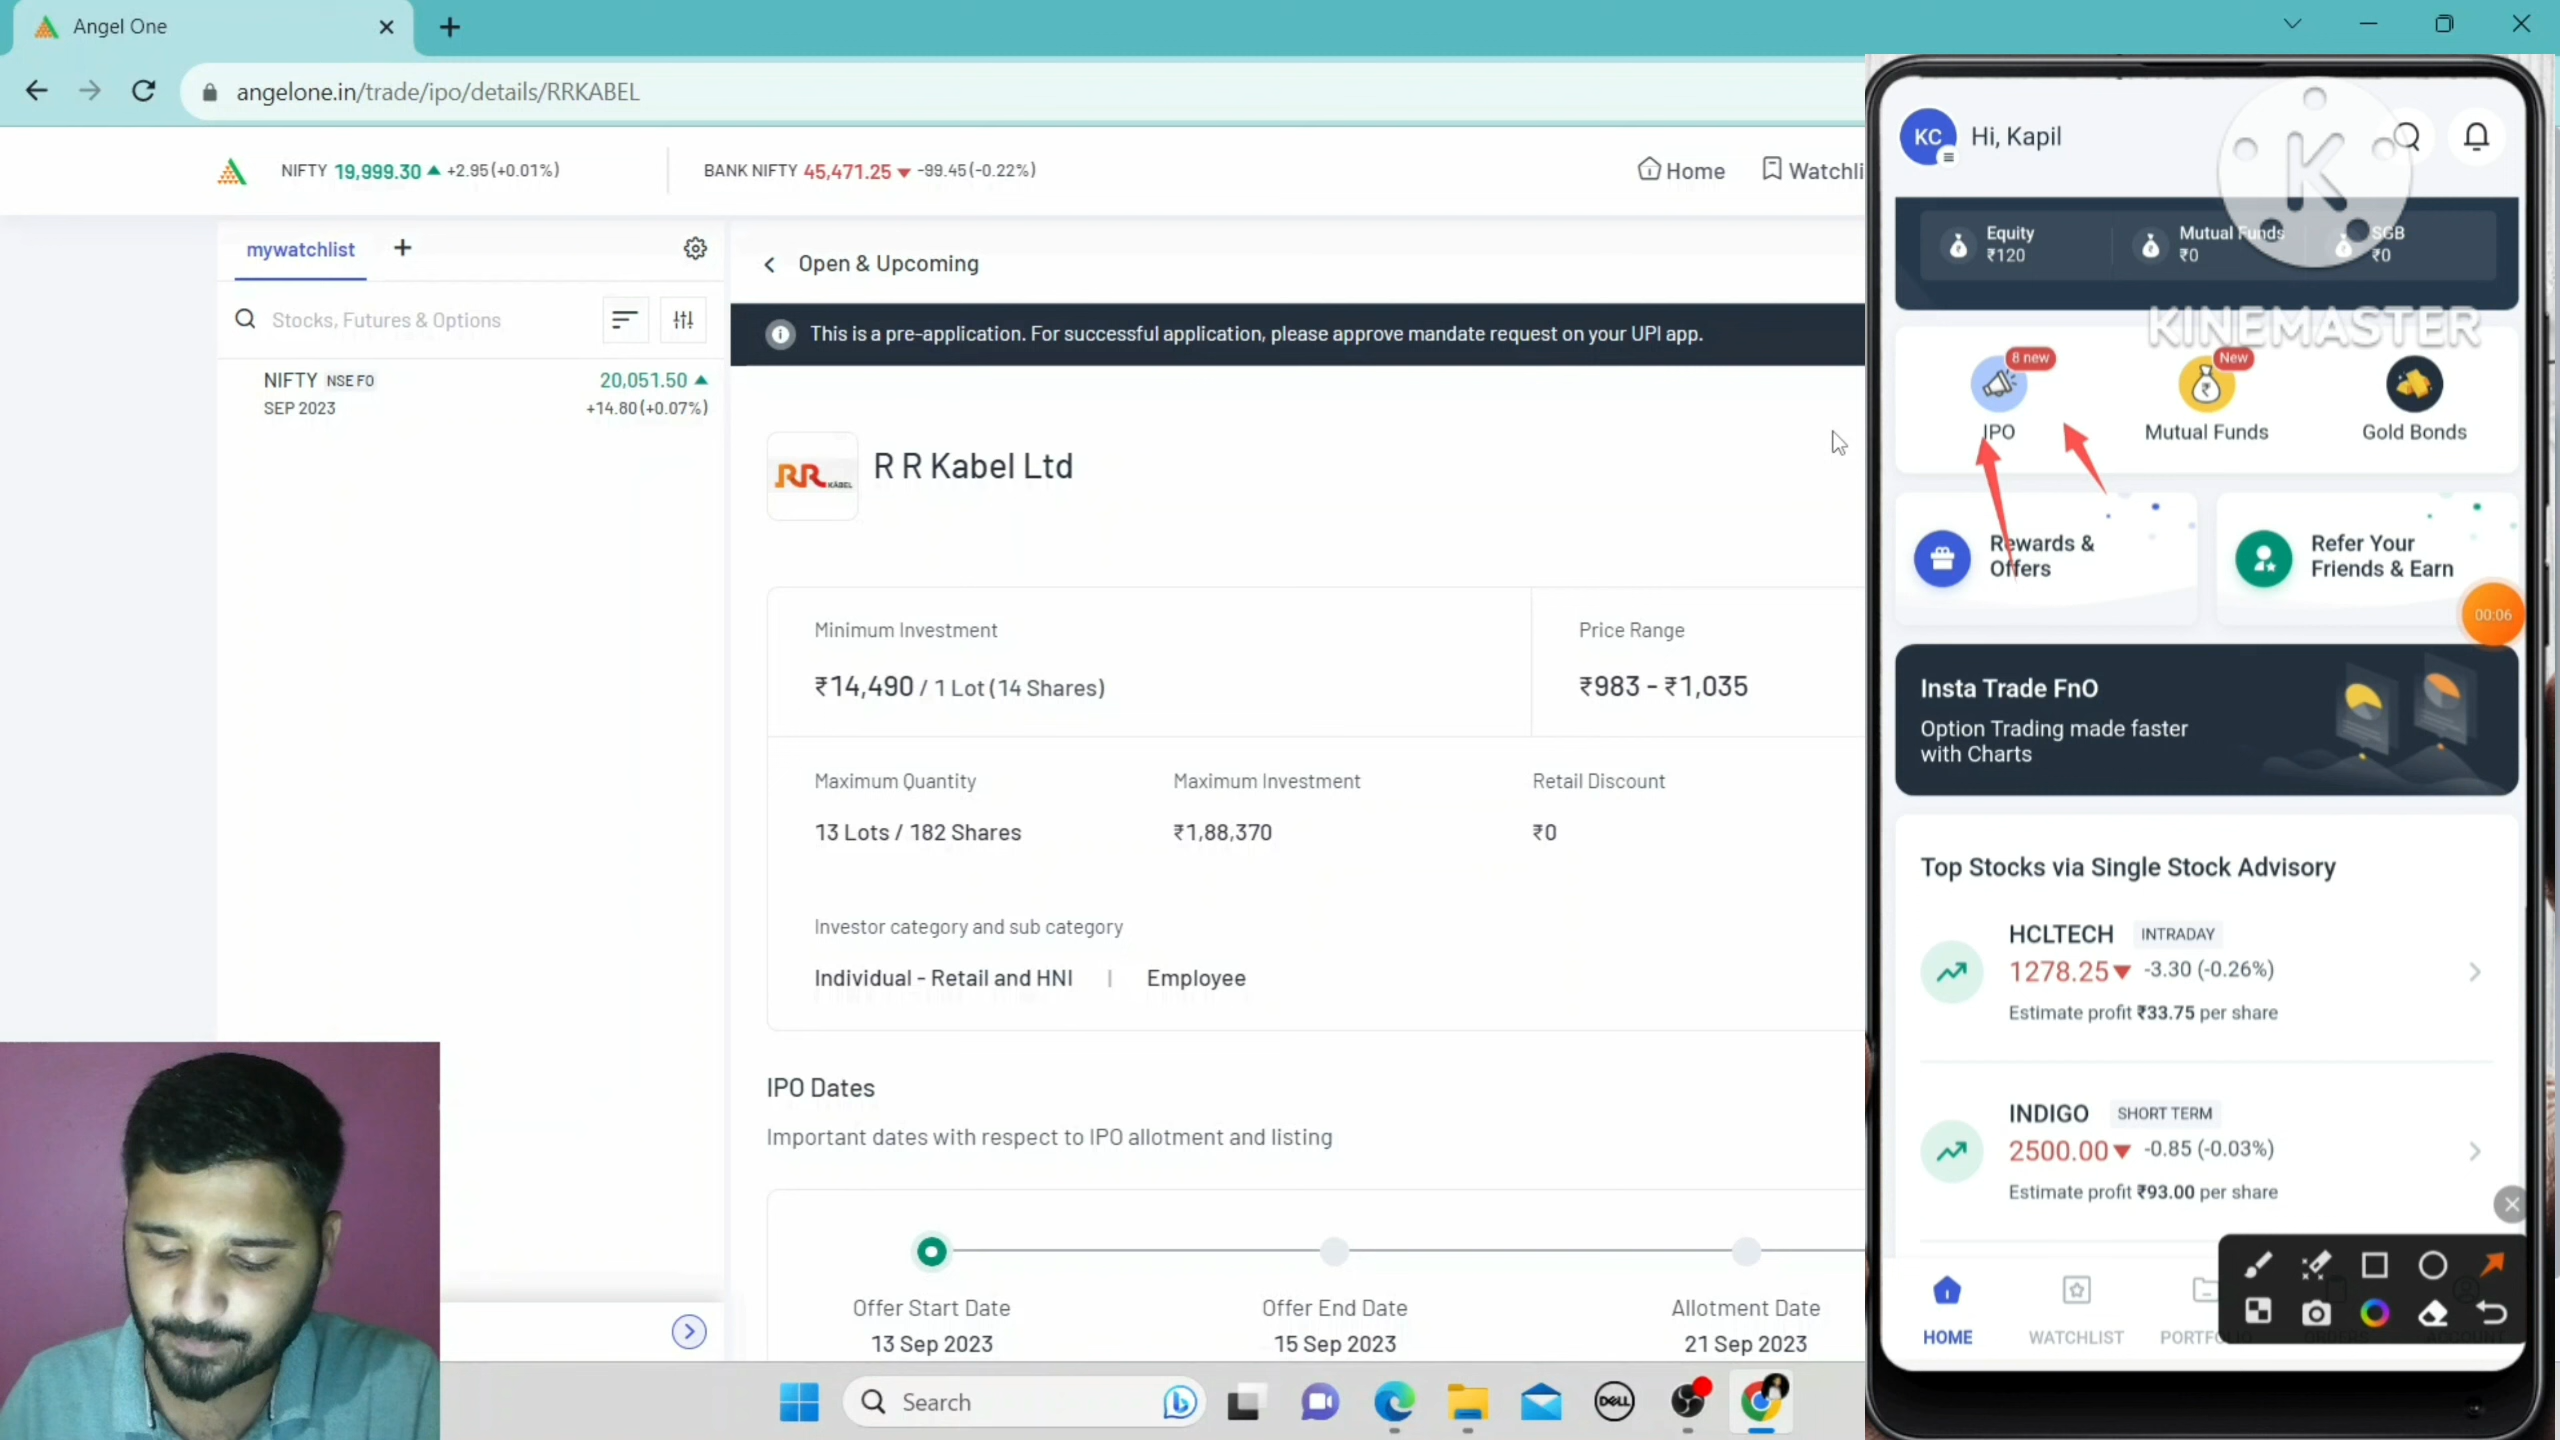 Angel One
angelone.in/trade/ipo/details/RRKABEL
NIFTY 19,999.30 +2.95(+0.01%)
BANK NIFTY 45,471.25 -99.45(-0.22%)
Home
Watchli
mywatchlist
Stocks, Futures & Options
NIFTY NSE FO 20,051.50
SEP 2023 +14.80(+0.07%)
Open & Upcoming
This is a pre-application. For successful application, please approve mandate request on your UPI app.
RR KABEL
R R Kabel Ltd
Minimum Investment
₹14,490 / 1 Lot (14 Shares)
Price Range
₹983 - ₹1,035
Maximum Quantity
13 Lots / 182 Shares
Maximum Investment
₹1,88,370
Retail Discount
₹0
Investor category and sub category
Individual - Retail and HNI | Employee
IPO Dates
Important dates with respect to IPO allotment and listing
Offer Start Date
13 Sep 2023
Offer End Date
15 Sep 2023
Allotment Date
21 Sep 2023
Search
DELL
KC
Hi, Kapil
K
KINEMASTER
Equity
₹120
Mutual Funds
₹0
SGB
₹0
8 new
IPO
New
Mutual Funds
Gold Bonds
Rewards &
Offers
Refer Your
Friends & Earn
00:06
Insta Trade FnO
Option Trading made faster
with Charts
Top Stocks via Single Stock Advisory
HCLTECH INTRADAY
1278.25 -3.30 (-0.26%)
Estimate profit ₹33.75 per share
INDIGO SHORT TERM
2500.00 -0.85 (-0.03%)
Estimate profit ₹93.00 per share
HOME
WATCHLIST
PORTFOLIO
ORDERS
ACCOUNT